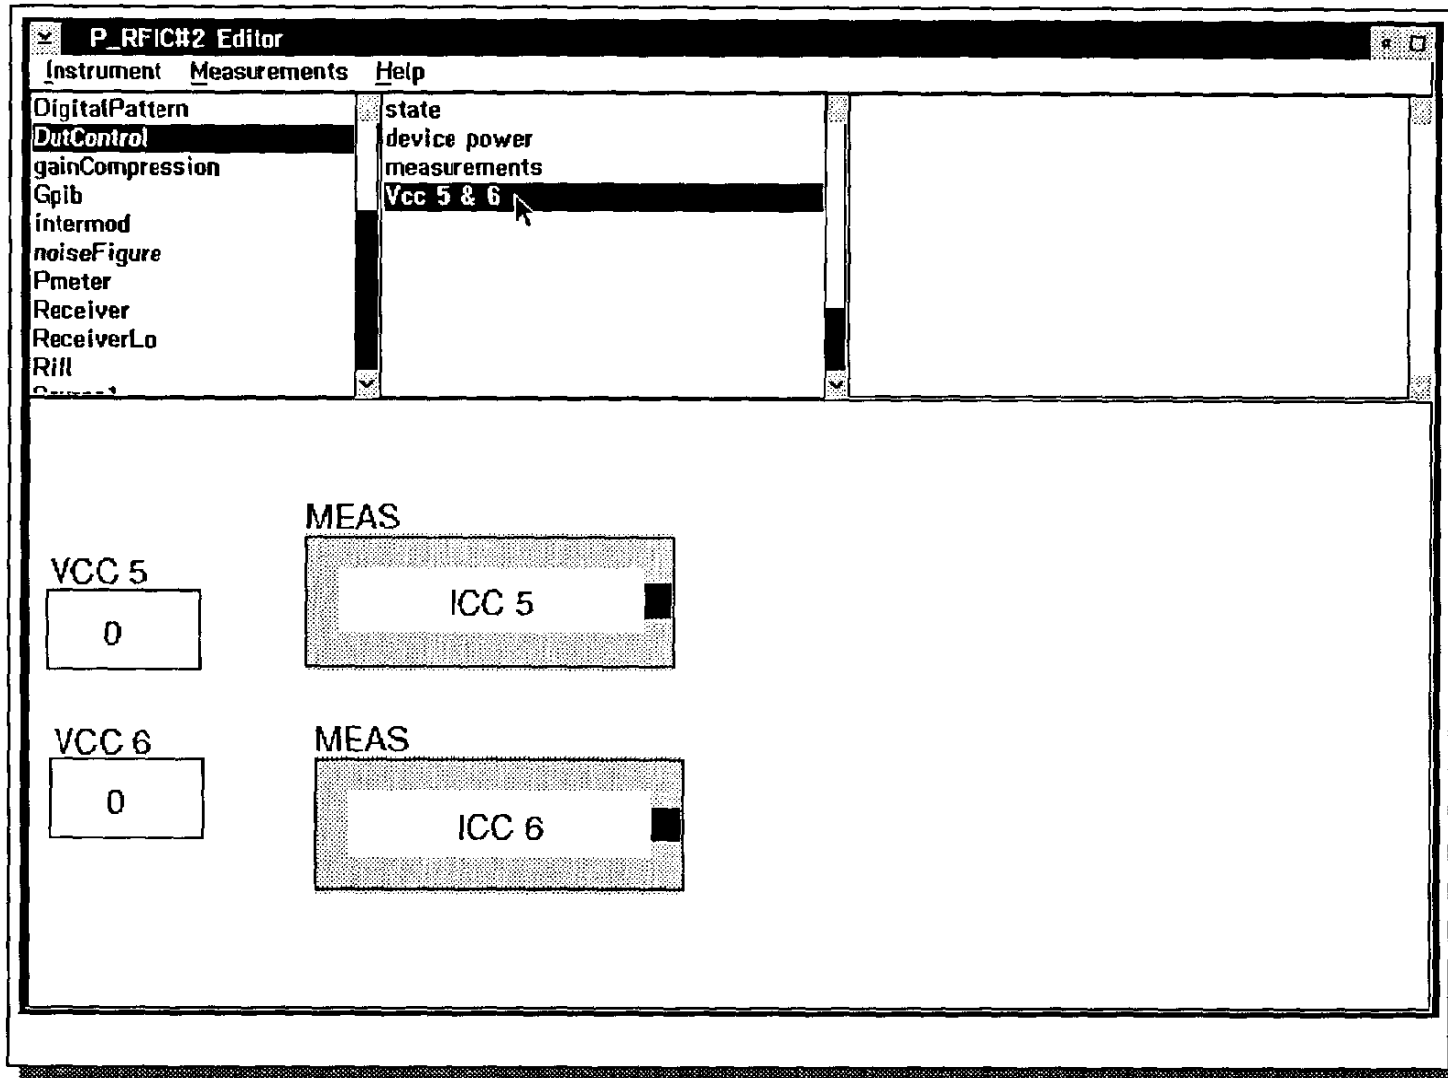 P_RFIC#2 Editor
Instrument Measurements Help
DigitalPattern
DutControl
gainCompression
Gpib
intermod
noiseFigure
Pmeter
Receiver
ReceiverLo
Rill
state
device power
measurements
Vcc 5 & 6
MEAS
VCC 5
ICC 5
0
VCC 6
MEAS
0
ICC 6